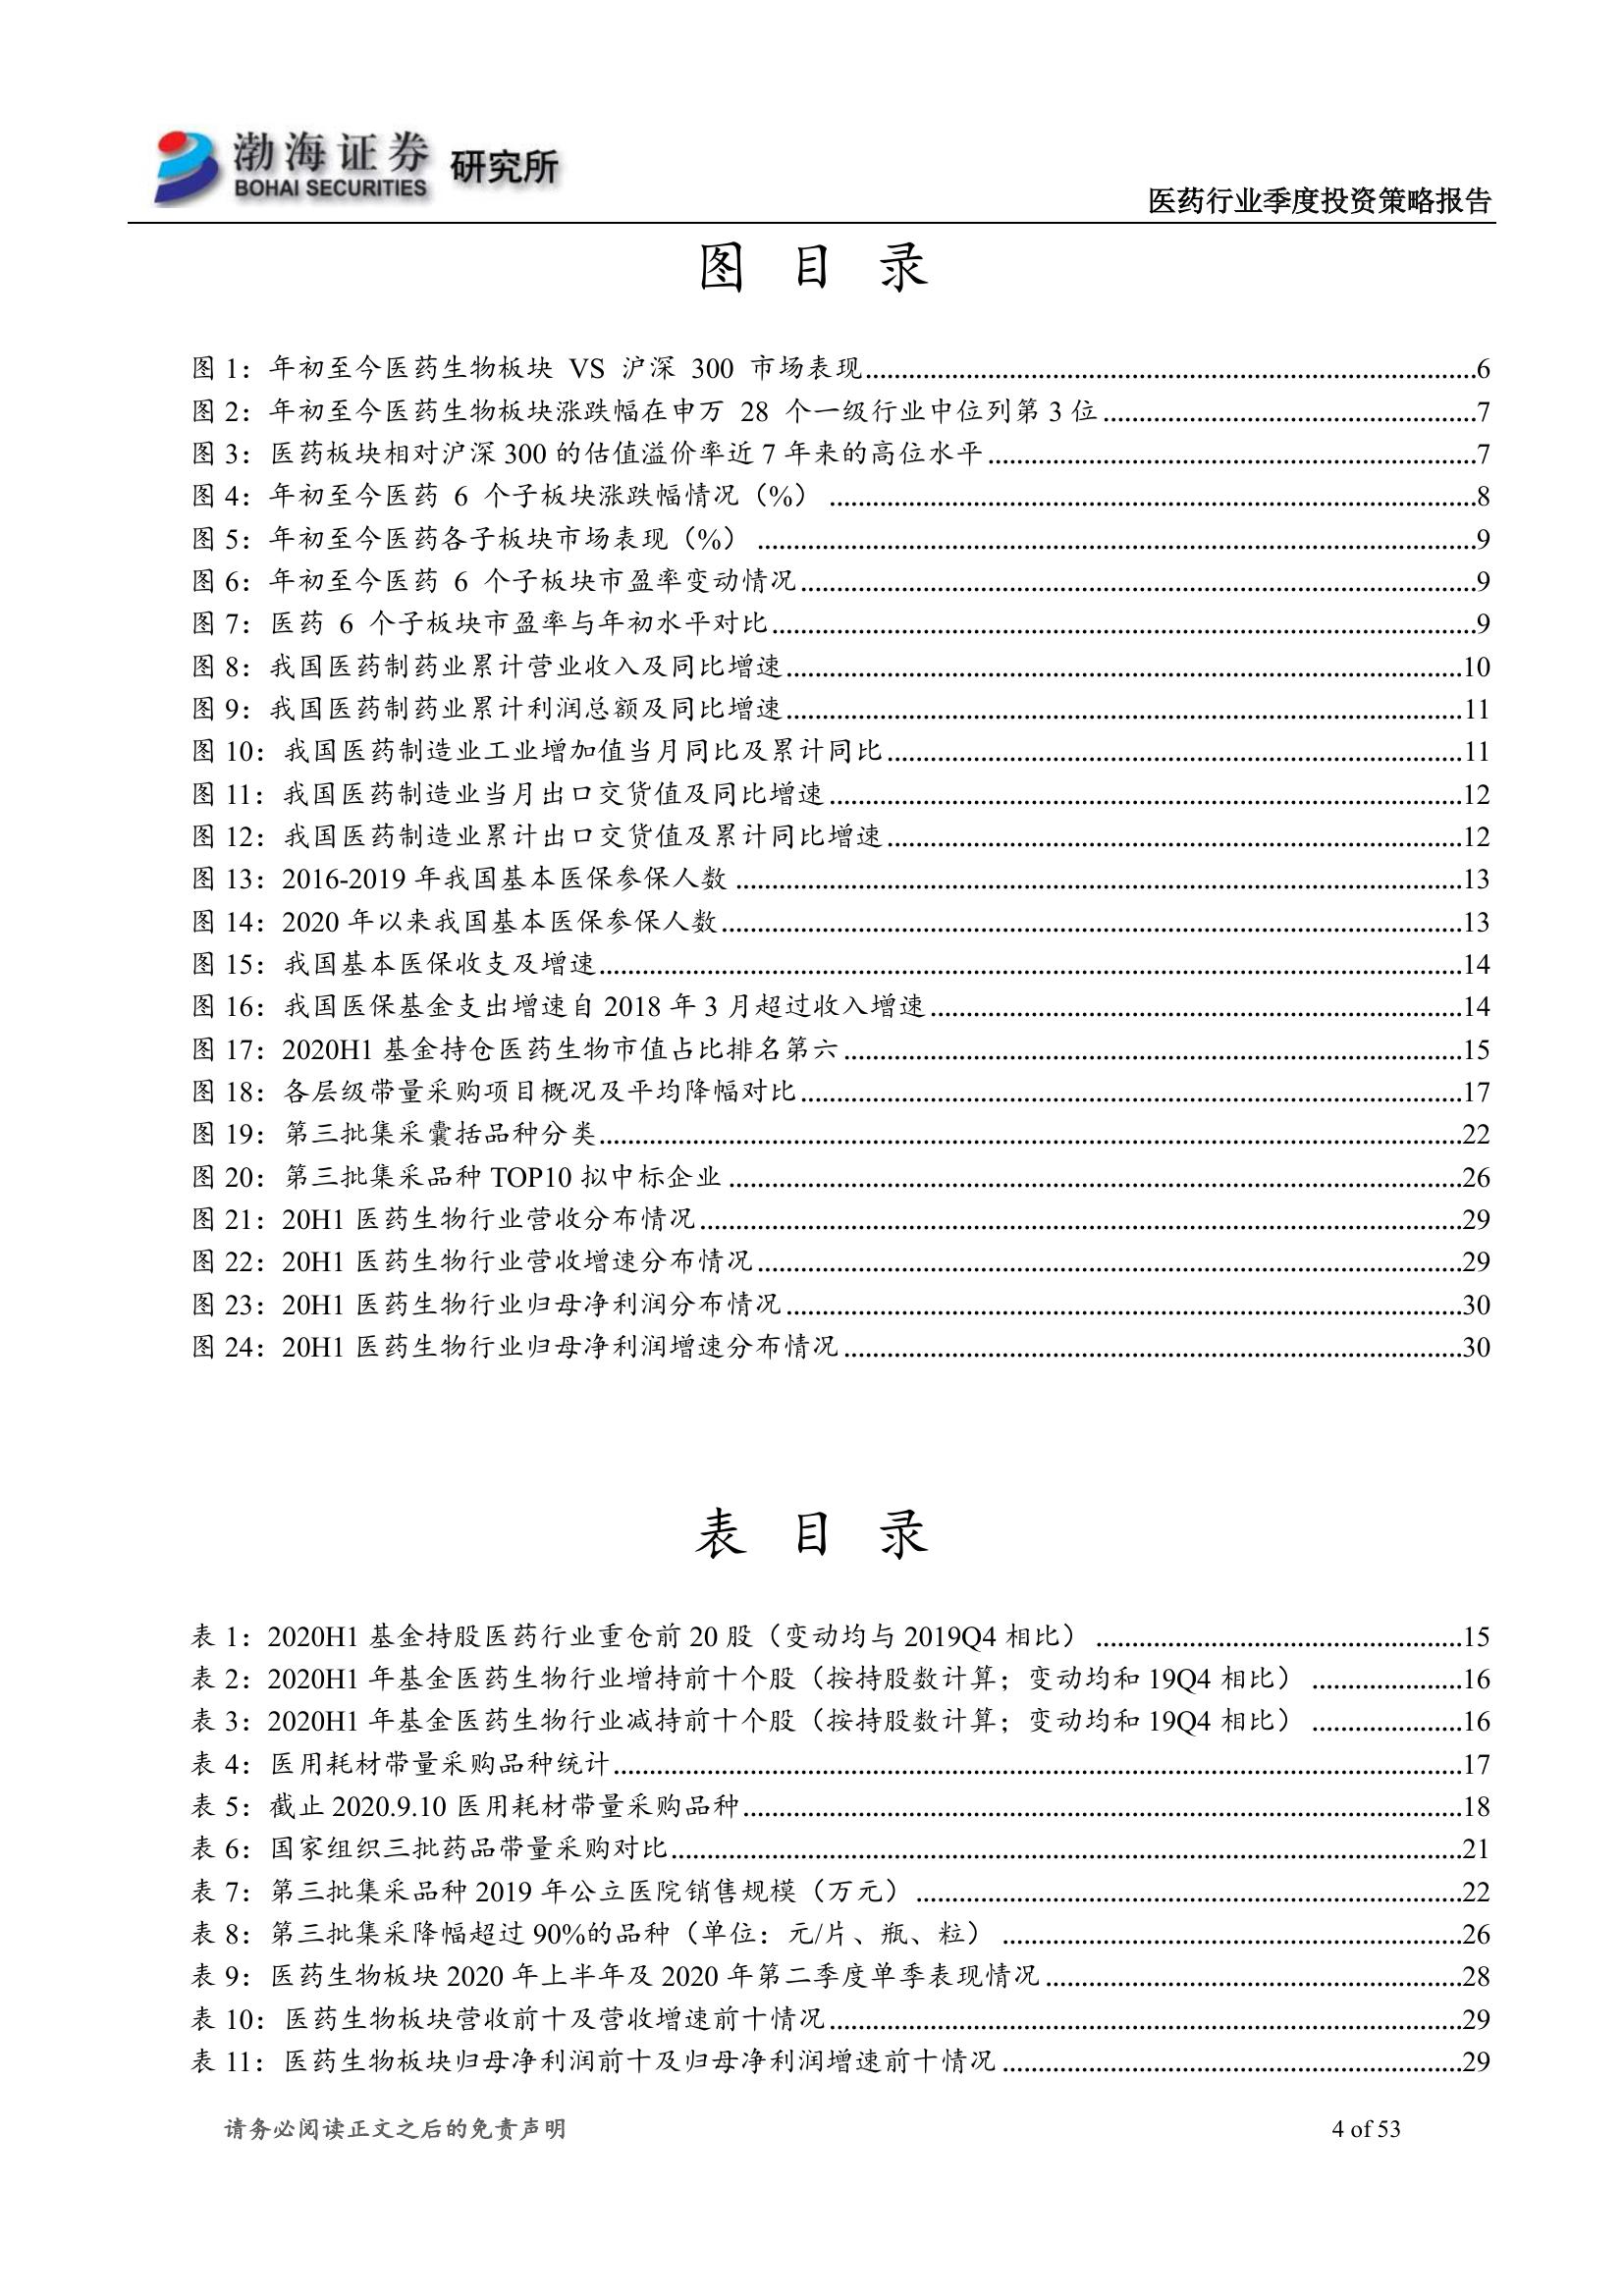 渤海证券
BOHAI SECURITIES
研究所
医药行业季度投资策略报告
图 目 录
图 1：年初至今医药生物板块 VS 沪深 300 市场表现....................6
图 2：年初至今医药生物板块涨跌幅在申万 28 个一级行业中位列第 3 位....................7
图 3：医药板块相对沪深 300 的估值溢价率近 7 年来的高位水平....................7
图 4：年初至今医药 6 个子板块涨跌幅情况（%）....................8
图 5：年初至今医药各子板块市场表现（%）....................9
图 6：年初至今医药 6 个子板块市盈率变动情况....................9
图 7：医药 6 个子板块市盈率与年初水平对比....................9
图 8：我国医药制药业累计营业收入及同比增速....................10
图 9：我国医药制药业累计利润总额及同比增速....................11
图 10：我国医药制造业工业增加值当月同比及累计同比....................11
图 11：我国医药制造业当月出口交货值及同比增速....................12
图 12：我国医药制造业累计出口交货值及累计同比增速....................12
图 13：2016-2019 年我国基本医保参保人数....................13
图 14：2020 年以来我国基本医保参保人数....................13
图 15：我国基本医保收支及增速....................14
图 16：我国医保基金支出增速自 2018 年 3 月超过收入增速....................14
图 17：2020H1 基金持仓医药生物市值占比排名第六....................15
图 18：各层级带量采购项目概况及平均降幅对比....................17
图 19：第三批集采囊括品种分类....................22
图 20：第三批集采品种 TOP10 拟中标企业....................26
图 21：20H1 医药生物行业营收分布情况....................29
图 22：20H1 医药生物行业营收增速分布情况....................29
图 23：20H1 医药生物行业归母净利润分布情况....................30
图 24：20H1 医药生物行业归母净利润增速分布情况....................30
表 目 录
表 1：2020H1 基金持股医药行业重仓前 20 股（变动均与 2019Q4 相比）....................15
表 2：2020H1 年基金医药生物行业增持前十个股（按持股数计算；变动均和 19Q4 相比）....................16
表 3：2020H1 年基金医药生物行业减持前十个股（按持股数计算；变动均和 19Q4 相比）....................16
表 4：医用耗材带量采购品种统计....................17
表 5：截止 2020.9.10 医用耗材带量采购品种....................18
表 6：国家组织三批药品带量采购对比....................21
表 7：第三批集采品种 2019 年公立医院销售规模（万元）....................22
表 8：第三批集采降幅超过 90%的品种（单位：元/片、瓶、粒）....................26
表 9：医药生物板块 2020 年上半年及 2020 年第二季度单季表现情况....................28
表 10：医药生物板块营收前十及营收增速前十情况....................29
表 11：医药生物板块归母净利润前十及归母净利润增速前十情况....................29
请务必阅读正文之后的免责声明
4 of 53